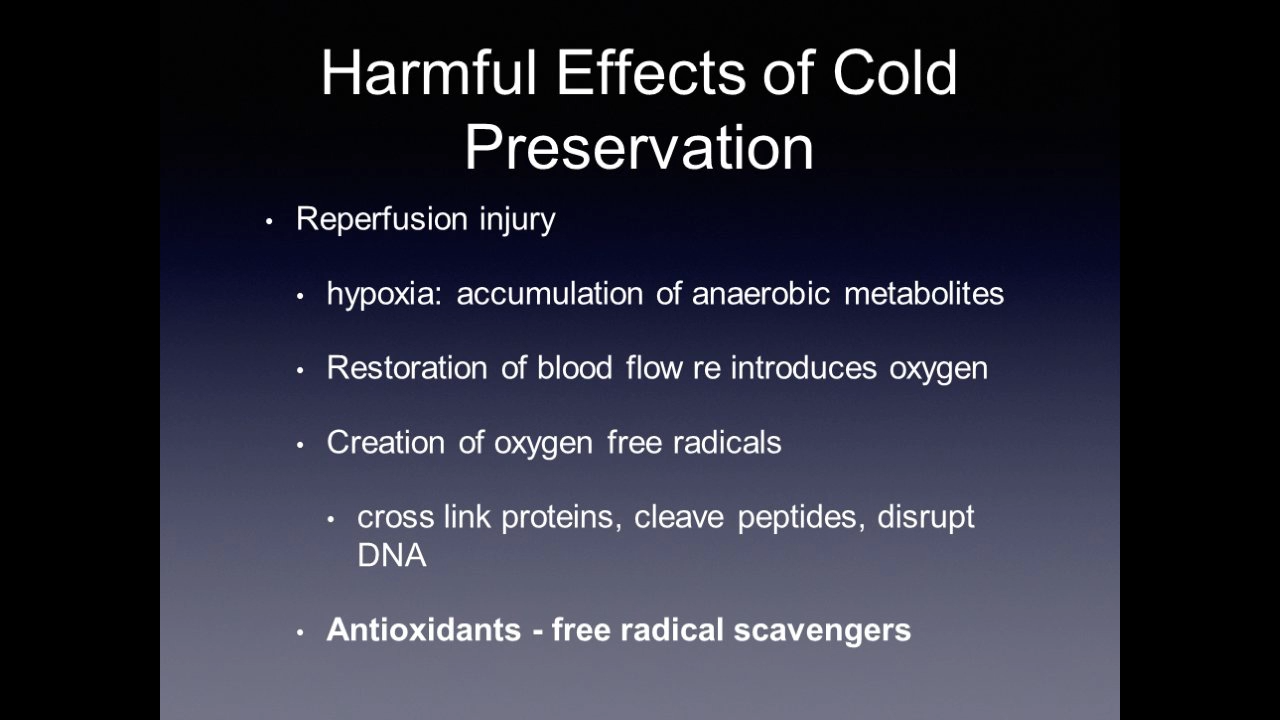 Harmful Effects of Cold
Preservation
• Reperfusion injury
• hypoxia: accumulation of anaerobic metabolites
• Restoration of blood flow re introduces oxygen
• Creation of oxygen free radicals
• cross link proteins, cleave peptides, disrupt
DNA
• Antioxidants - free radical scavengers